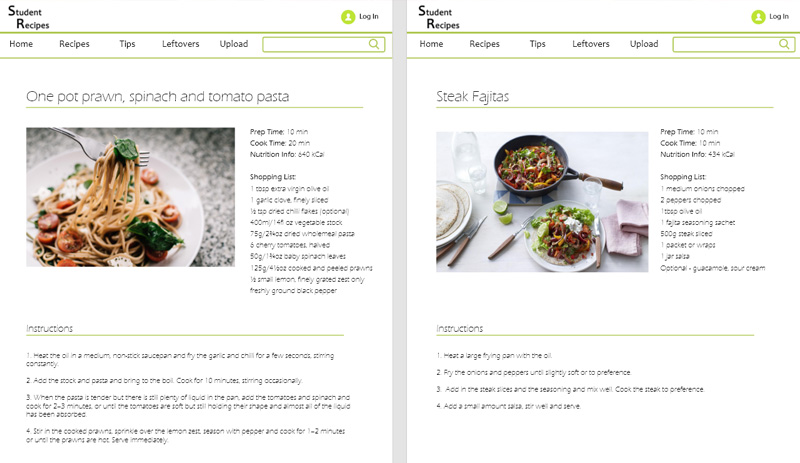 Student
Recipes
Log In
Home Recipes Tips Leftovers Upload
One pot prawn, spinach and tomato pasta
Prep Time: 10 min
Cook Time: 20 min
Nutrition Info: 640 kCal
Shopping List:
1 tbsp extra virgin olive oil
1 garlic clove, finely sliced
½ tsp dried chilli flakes (optional)
400ml/14fl oz vegetable stock
75g/2¾oz dried wholemeal pasta
6 cherry tomatoes, halved
50g/1¾oz baby spinach leaves
125g/4½oz cooked and peeled prawns
½ small lemon, finely grated zest only
freshly ground black pepper
Instructions
1. Heat the oil in a medium, non-stick saucepan and fry the garlic and chilli for a few seconds, stirring
constantly.
2. Add the stock and pasta and bring to the boil. Cook for 10 minutes, stirring occasionally.
3. When the pasta is tender but there is still plenty of liquid in the pan, add the tomatoes and spinach and
cook for 2–3 minutes, or until the tomatoes are soft but still holding their shape and almost all of the liquid
has been absorbed.
4. Stir in the cooked prawns, sprinkle over the lemon zest, season with pepper and cook for 1–2 minutes
or until the prawns are hot. Serve immediately.
Student
Recipes
Log In
Home Recipes Tips Leftovers Upload
Steak Fajitas
Prep Time: 10 min
Cook Time: 10 min
Nutrition Info: 434 kCal
Shopping List:
1 medium onions chopped
2 peppers chopped
1tbsp olive oil
1 fajita seasoning sachet
500g steak sliced
1 packet or wraps
1 jar salsa
Optional - guacamole, sour cream
Instructions
1. Heat a large frying pan with the oil.
2. Fry the onions and peppers until slightly soft or to preference.
3. Add in the steak slices and the seasoning and mix well. Cook the steak to preference.
4. Add a small amount salsa, stir well and serve.